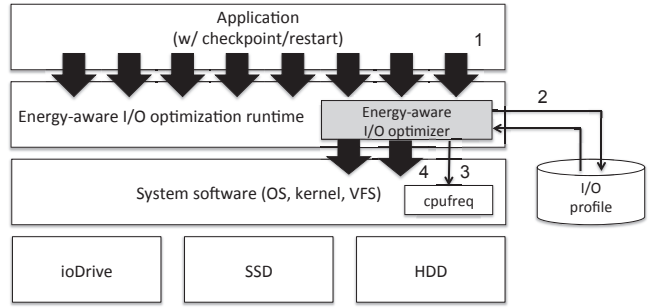 Application
(w/ checkpoint/restart)
1
Energy-aware I/O optimization runtime
Energy-aware
I/O optimizer
2
4
3
System software (OS, kernel, VFS)
cpufreq
I/O
profile
ioDrive
SSD
HDD